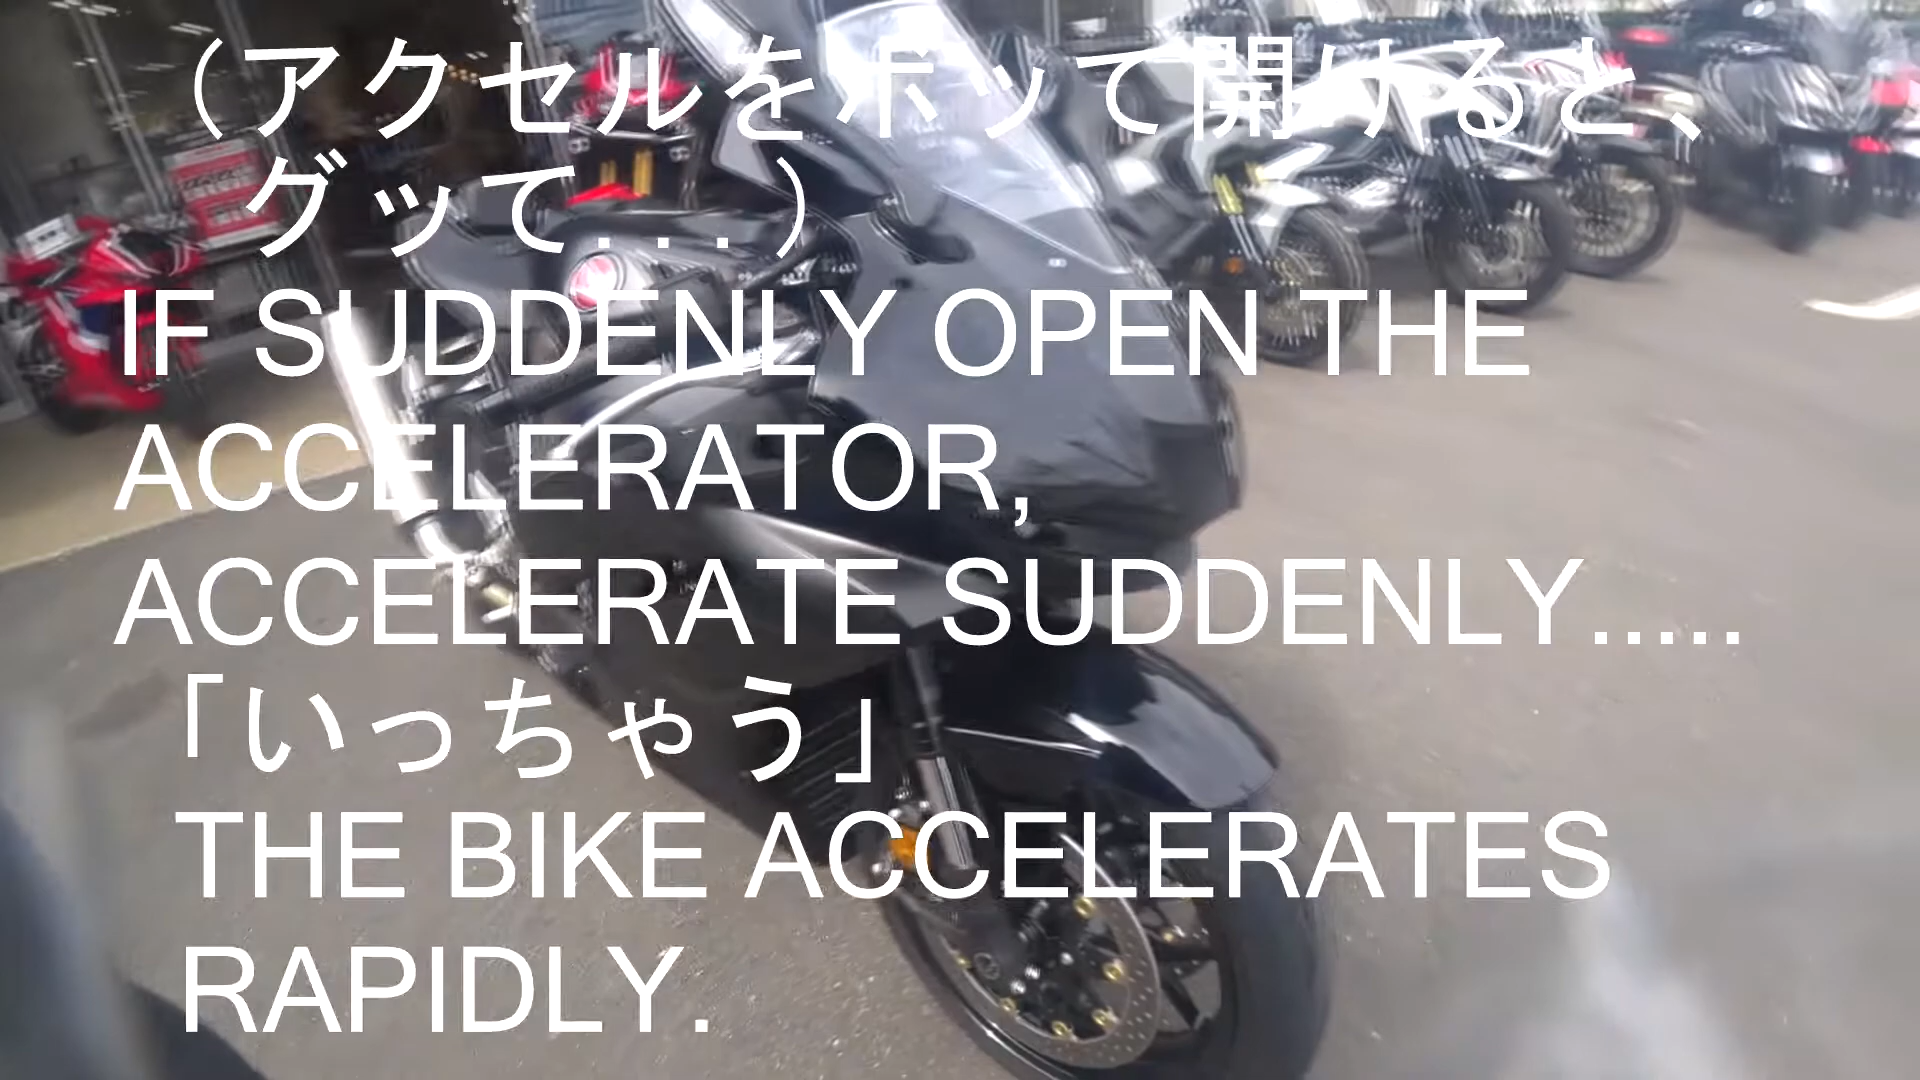 （アクセルをボッて開けると、
グッて...）
IF SUDDENLY OPEN THE
ACCELERATOR,
ACCELERATE SUDDENLY.....
「いっちゃう」
THE BIKE ACCELERATES
RAPIDLY.